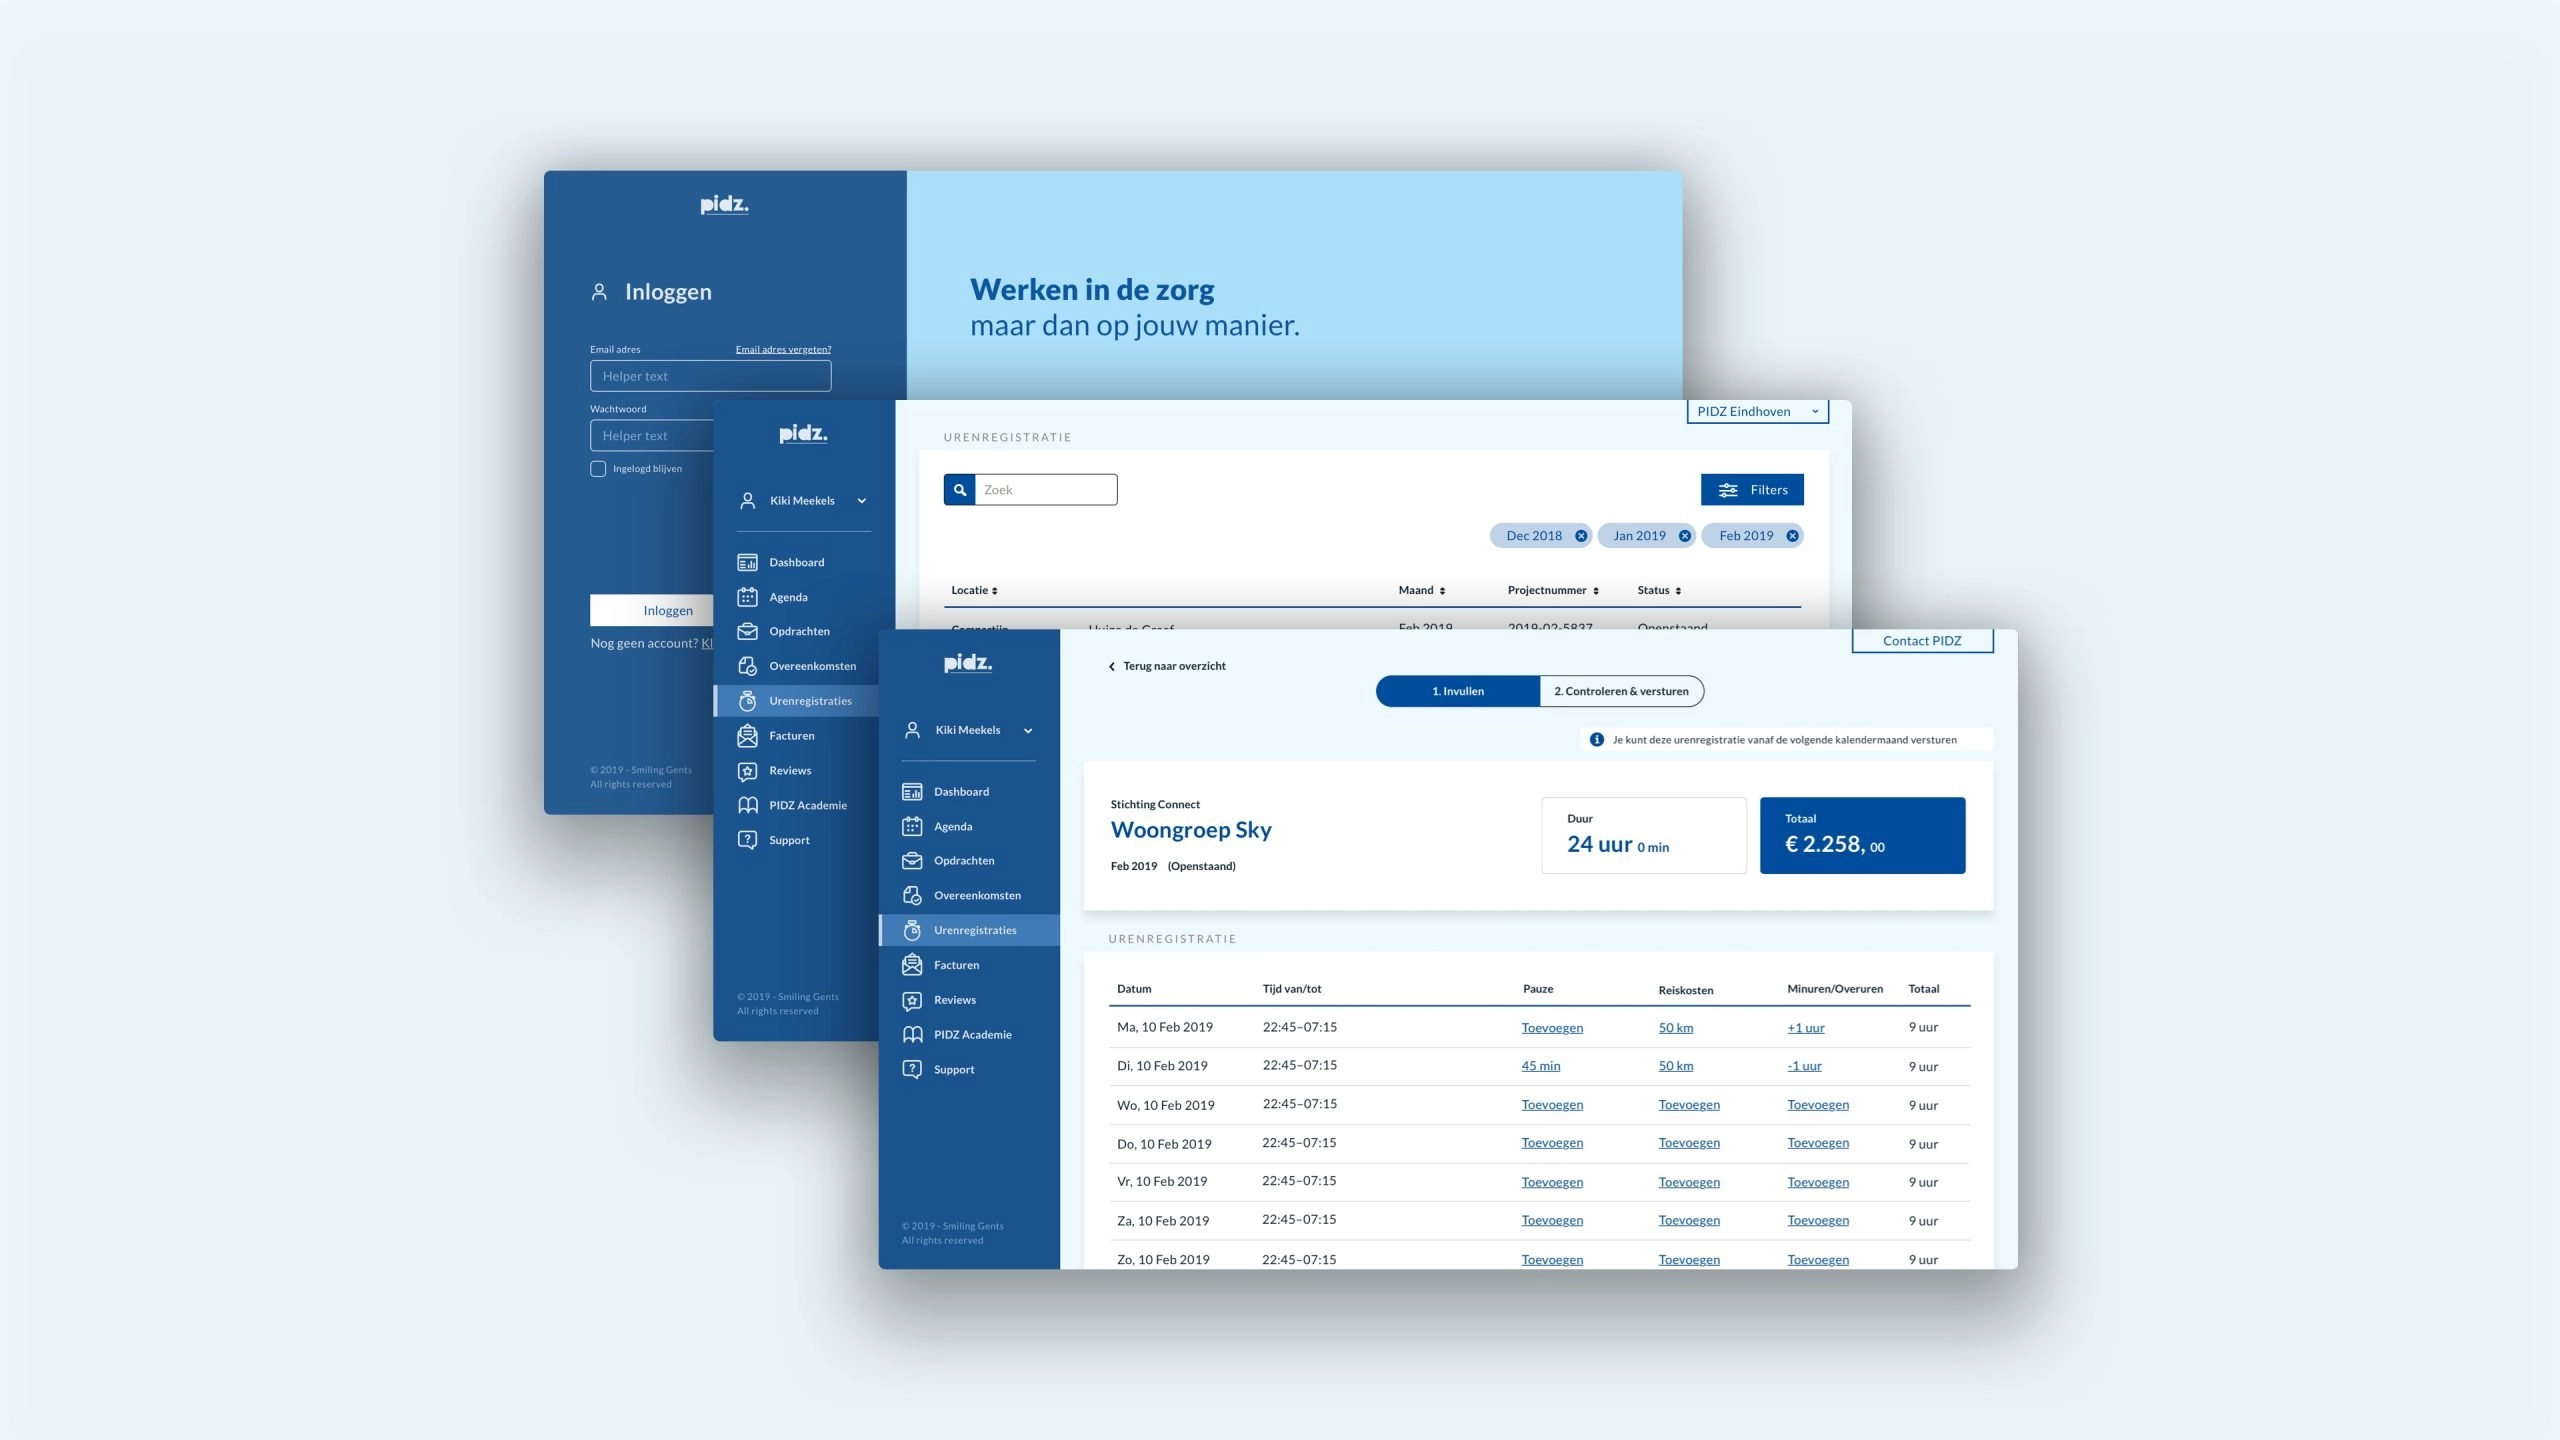 pidz.
Inloggen
Email adres Email adres vergeten?
Helper text
Wachtwoord
Helper text
Ingelogd blijven
Inloggen
Nog geen account?
© 2019 - Smiling Gents
All rights reserved
Werken in de zorg
maar dan op jouw manier.
pidz.
Kiki Meekels
Dashboard
Agenda
Opdrachten
Overeenkomsten
Urenregistraties
Facturen
Reviews
PIDZ Academie
Support
© 2019 - Smiling Gents
All rights reserved
PIDZ Eindhoven
URENREGISTRATIE
Zoek
Filters
Dec 2018 Jan 2019 Feb 2019
Locatie Maand Projectnummer Status
Huize de Graef Feb 2019 2019-02-5837 Openstaand
pidz.
Kiki Meekels
Dashboard
Agenda
Opdrachten
Overeenkomsten
Urenregistraties
Facturen
Reviews
PIDZ Academie
Support
© 2019 - Smiling Gents
All rights reserved
Contact PIDZ
Terug naar overzicht
1. Invullen 2. Controleren & versturen
Je kunt deze urenregistratie vanaf de volgende kalendermaand versturen
Stichting Connect
Woongroep Sky
Feb 2019 (Openstaand)
Duur
24 uur 0 min
Totaal
€ 2.258, 00
URENREGISTRATIE
Datum Tijd van/tot Pauze Reiskosten Minuren/Overuren Totaal
Ma, 10 Feb 2019 22:45–07:15 Toevoegen 50 km +1 uur 9 uur
Di, 10 Feb 2019 22:45–07:15 45 min 50 km -1 uur 9 uur
Wo, 10 Feb 2019 22:45–07:15 Toevoegen Toevoegen Toevoegen 9 uur
Do, 10 Feb 2019 22:45–07:15 Toevoegen Toevoegen Toevoegen 9 uur
Vr, 10 Feb 2019 22:45–07:15 Toevoegen Toevoegen Toevoegen 9 uur
Za, 10 Feb 2019 22:45–07:15 Toevoegen Toevoegen Toevoegen 9 uur
Zo, 10 Feb 2019 22:45–07:15 Toevoegen Toevoegen Toevoegen 9 uur